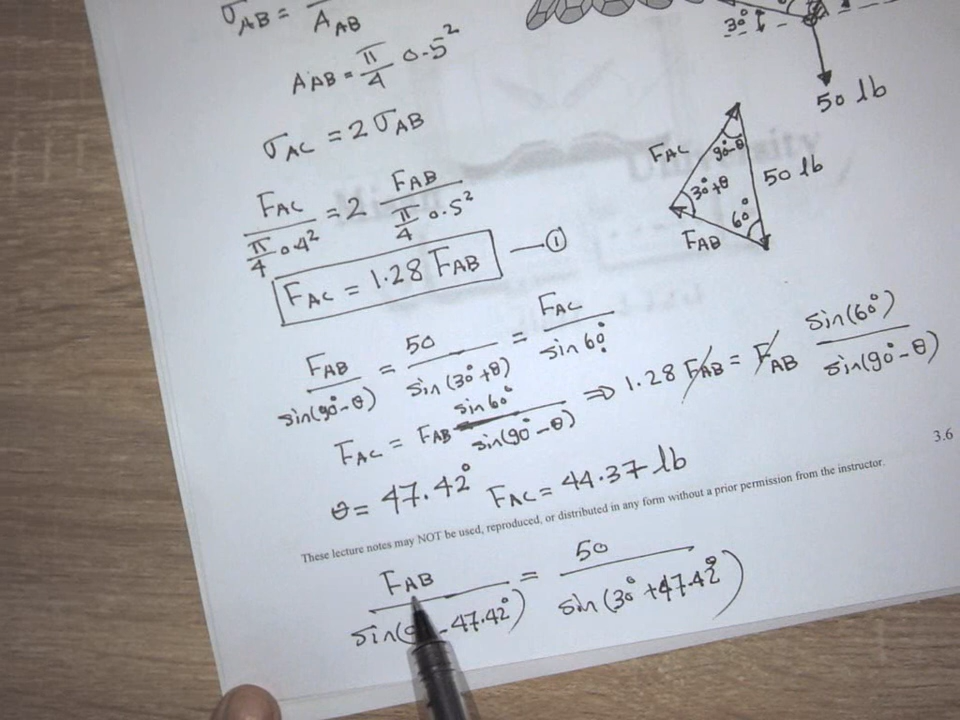 σAB = ――― AAB
AAB = π/4 0.5²
σAC = 2 σAB
FAC / (π/4 0.4²) = 2 FAB / (π/4 0.5²)
FAC = 1.28 FAB — ①
FAB / sin(90°-θ) = 50 / sin(30°+θ) = FAC / sin 60°
FAC = FAB sin 60° / sin(90°-θ) ⇒ 1.28 FAB = FAB sin(60°) / sin(90°-θ)
θ = 47.42° FAC = 44.37 lb
3.6
These lecture notes may NOT be used, reproduced, or distributed in any form without a prior permission from the instructor.
FAB / sin( - 47.42°) = 50 / sin(30° + 47.42°)
30°
50 lb
FAC
90°-θ
30°+θ
50 lb
60°
FAB
University